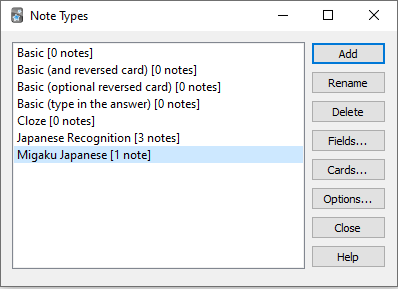 Note Types
Basic [0 notes]
Basic (and reversed card) [0 notes]
Basic (optional reversed card) [0 notes]
Basic (type in the answer) [0 notes]
Cloze [0 notes]
Japanese Recognition [3 notes]
Migaku Japanese [1 note]
Add
Rename
Delete
Fields...
Cards...
Options...
Close
Help